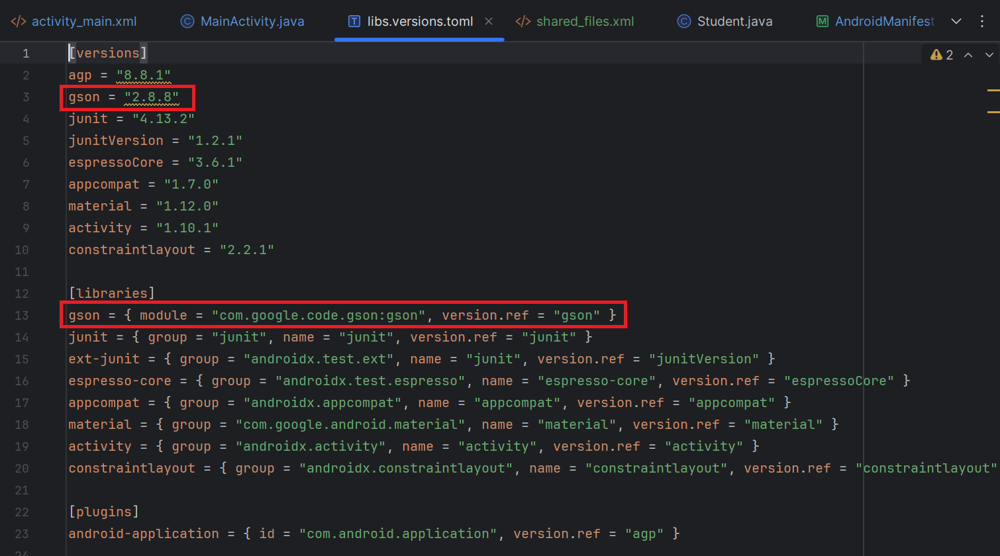 activity_main.xml MainActivity.java libs.versions.toml shared_files.xml Student.java AndroidManifest
1 [versions] 2
2 agp = "8.8.1"
3 gson = "2.8.8"
4 junit = "4.13.2"
5 junitVersion = "1.2.1"
6 espressoCore = "3.6.1"
7 appcompat = "1.7.0"
8 material = "1.12.0"
9 activity = "1.10.1"
10 constraintlayout = "2.2.1"
11
12 [libraries]
13 gson = { module = "com.google.code.gson:gson", version.ref = "gson" }
14 junit = { group = "junit", name = "junit", version.ref = "junit" }
15 ext-junit = { group = "androidx.test.ext", name = "junit", version.ref = "junitVersion" }
16 espresso-core = { group = "androidx.test.espresso", name = "espresso-core", version.ref = "espressoCore" }
17 appcompat = { group = "androidx.appcompat", name = "appcompat", version.ref = "appcompat" }
18 material = { group = "com.google.android.material", name = "material", version.ref = "material" }
19 activity = { group = "androidx.activity", name = "activity", version.ref = "activity" }
20 constraintlayout = { group = "androidx.constraintlayout", name = "constraintlayout", version.ref = "constraintlayout"
21
22 [plugins]
23 android-application = { id = "com.android.application", version.ref = "agp" }
24